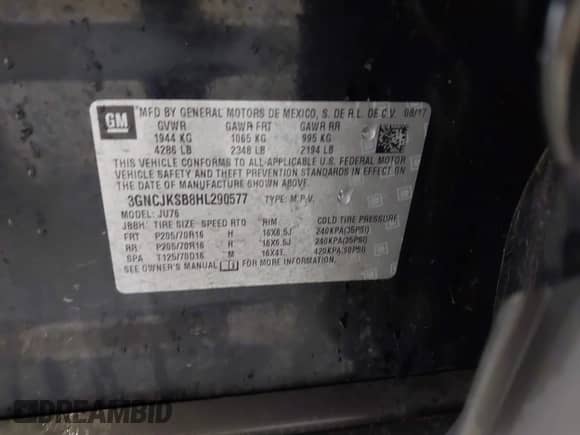 GM
MFD BY GENERAL MOTORS DE MEXICO, S. DE R.L. DE C.V. 06/17
GVWR GAWR FRT GAWR RR
1944 KG 1065 KG 995 KG
4286 LB 2348 LB 2194 LB
THIS VEHICLE CONFORMS TO ALL APPLICABLE U.S. FEDERAL MOTOR
VEHICLE SAFETY AND THEFT PREVENTION STANDARDS IN EFFECT ON
THE DATE OF MANUFACTURE SHOWN ABOVE.
3GNCJKSB8HL290577 TYPE: M.P.V.
MODEL: JU76
JBBH: TIRE SIZE SPEED RTG RIM COLD TIRE PRESSURE
FRT P205/70R16 H 16X6.5J 240KPA(35PSI)
RR P205/70R16 H 16X6.5J 240KPA(35PSI)
SPA T125/70D16 M 16X4T 420KPA(60PSI)
SEE OWNER'S MANUAL FOR MORE INFORMATION.
DREAMBID